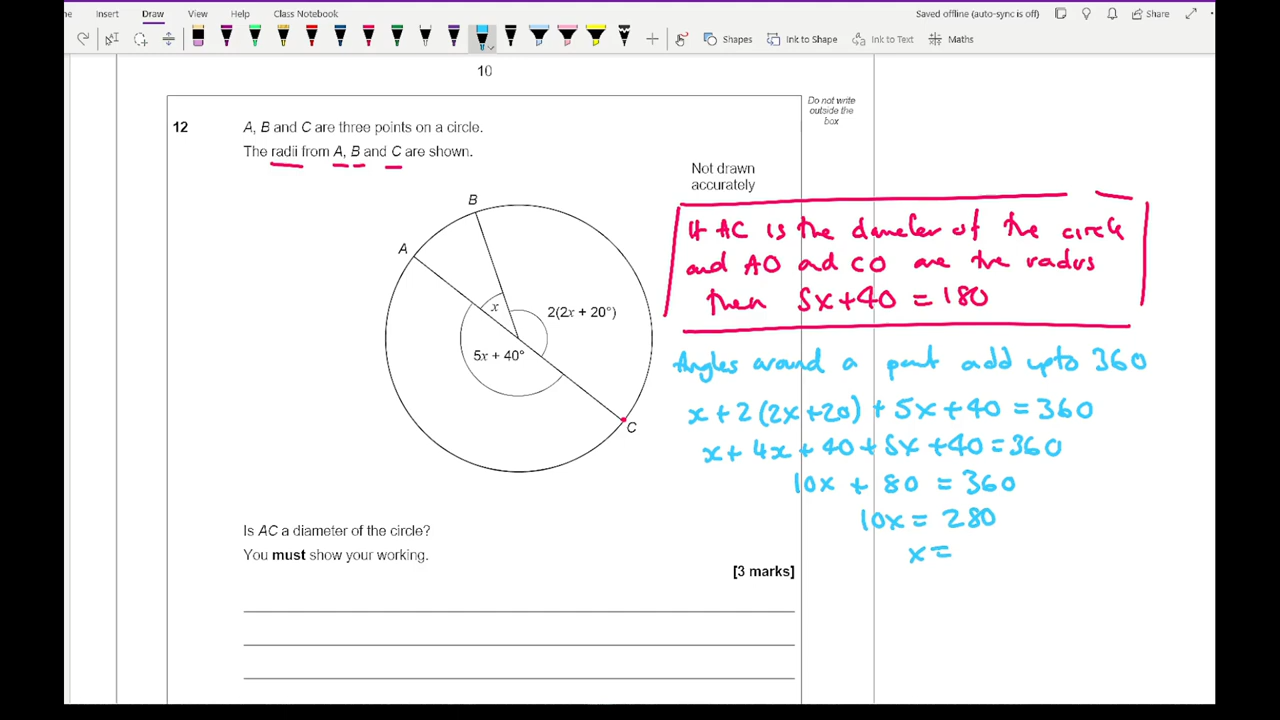 Insert Draw View Help Class Notebook Saved offline (auto-sync is off) Share
Shapes Ink to Shape Ink to Text Maths
10
Do not write
outside the
box
12 A, B and C are three points on a circle.
The radii from A, B and C are shown.
Not drawn
accurately
B
A
x
2(2x + 20°)
5x + 40°
C
If AC is the diameter of the circle
and AO and CO are the radius
then 5x+40 = 180
Angles around a point add upto 360
x + 2(2x+20) + 5x + 40 = 360
x + 4x + 40 + 5x + 40 = 360
10x + 80 = 360
10x = 280
x =
Is AC a diameter of the circle?
You must show your working.
[3 marks]